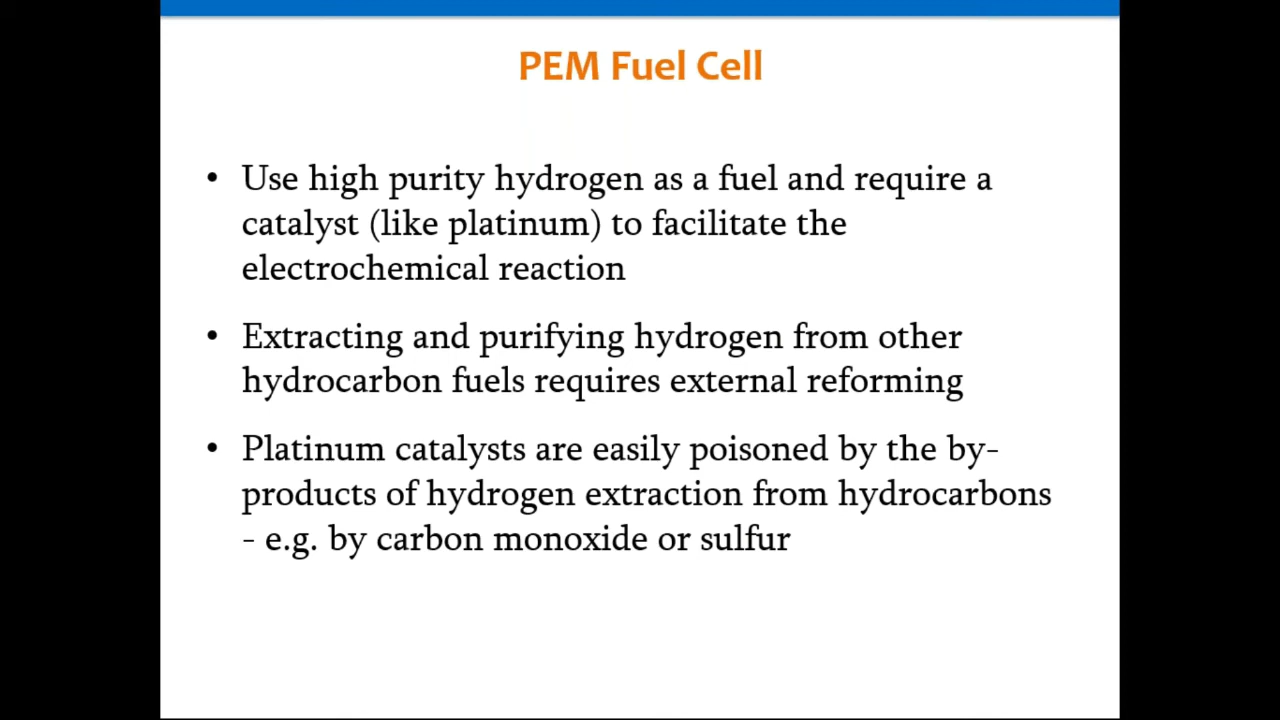 PEM Fuel Cell
• Use high purity hydrogen as a fuel and require a
catalyst (like platinum) to facilitate the
electrochemical reaction
• Extracting and purifying hydrogen from other
hydrocarbon fuels requires external reforming
• Platinum catalysts are easily poisoned by the by-
products of hydrogen extraction from hydrocarbons
- e.g. by carbon monoxide or sulfur